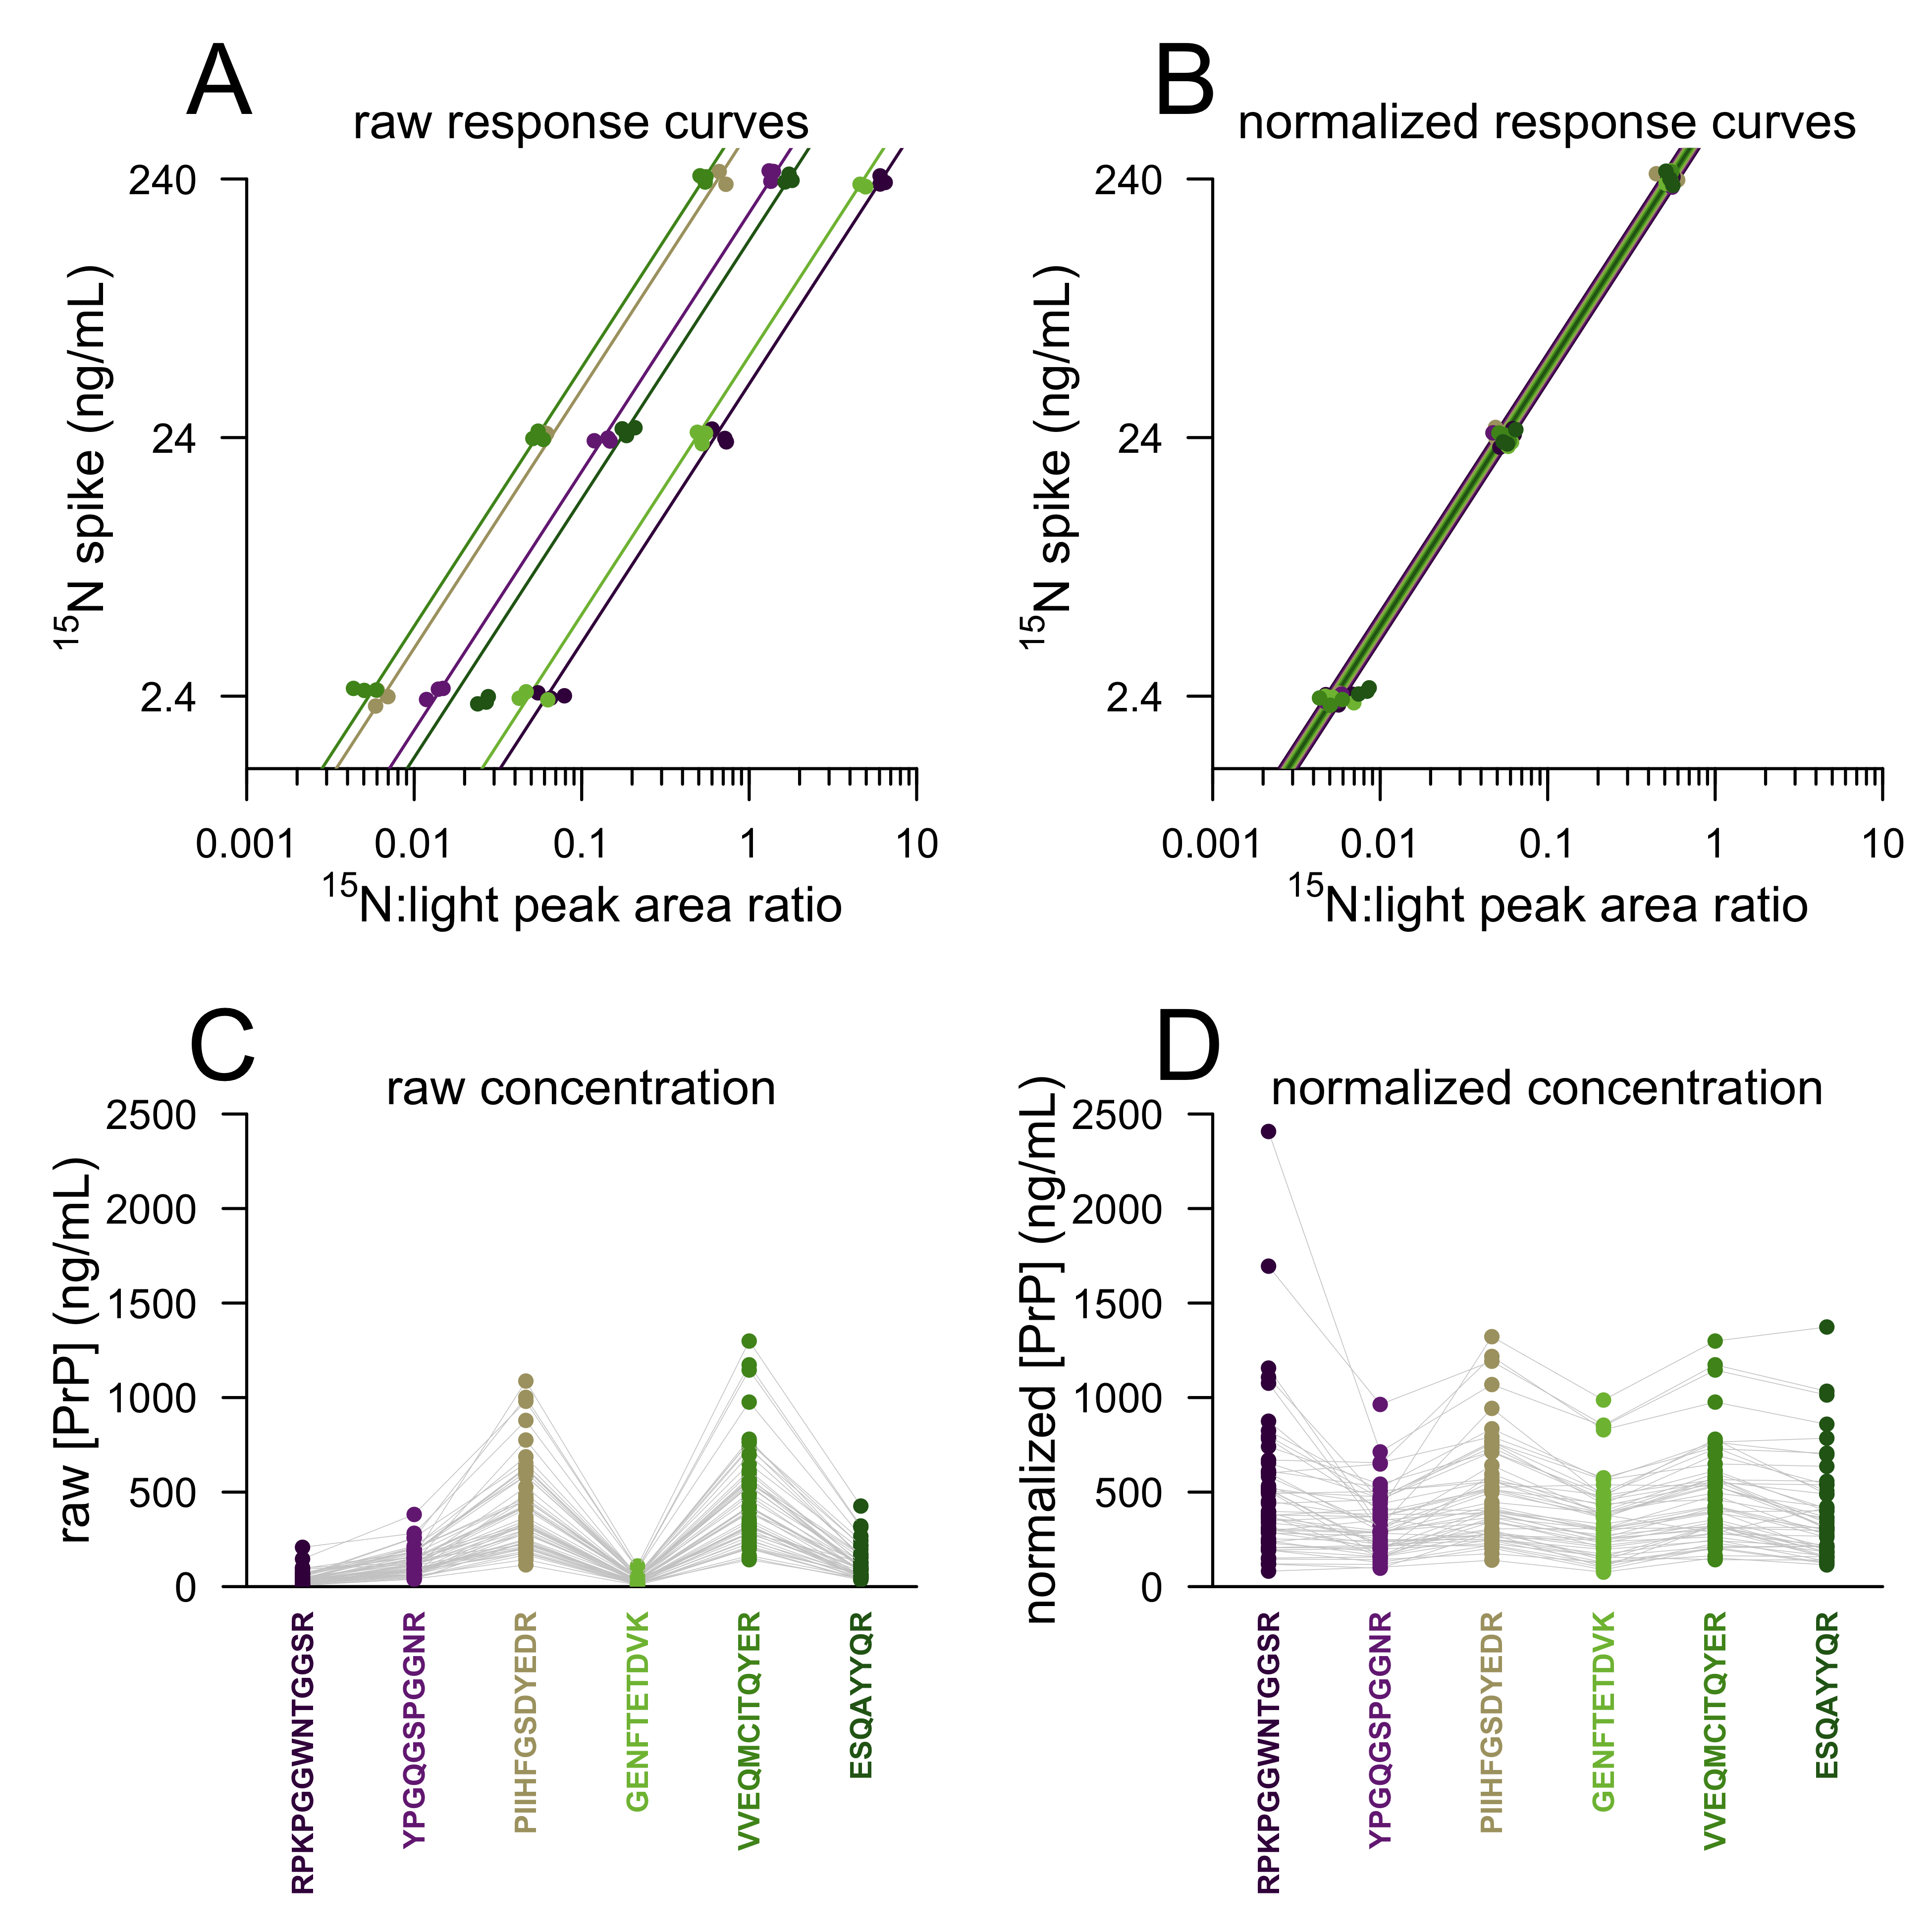 A
raw response curves
240
24
2.4
¹⁵N spike (ng/mL)
0.001
0.01
0.1
1
10
¹⁵N:light peak area ratio
B
normalized response curves
240
24
2.4
¹⁵N spike (ng/mL)
0.001
0.01
0.1
1
10
¹⁵N:light peak area ratio
C
raw concentration
2500
2000
1500
1000
500
0
raw [PrP] (ng/mL)
RPKPGGWNTGGSR
YPGQGSPGGNR
PIIHFGSDYEDR
GENFTETDVK
VVEQMCITQYER
ESQAYYQR
D
normalized concentration
2500
2000
1500
1000
500
0
normalized [PrP] (ng/mL)
RPKPGGWNTGGSR
YPGQGSPGGNR
PIIHFGSDYEDR
GENFTETDVK
VVEQMCITQYER
ESQAYYQR